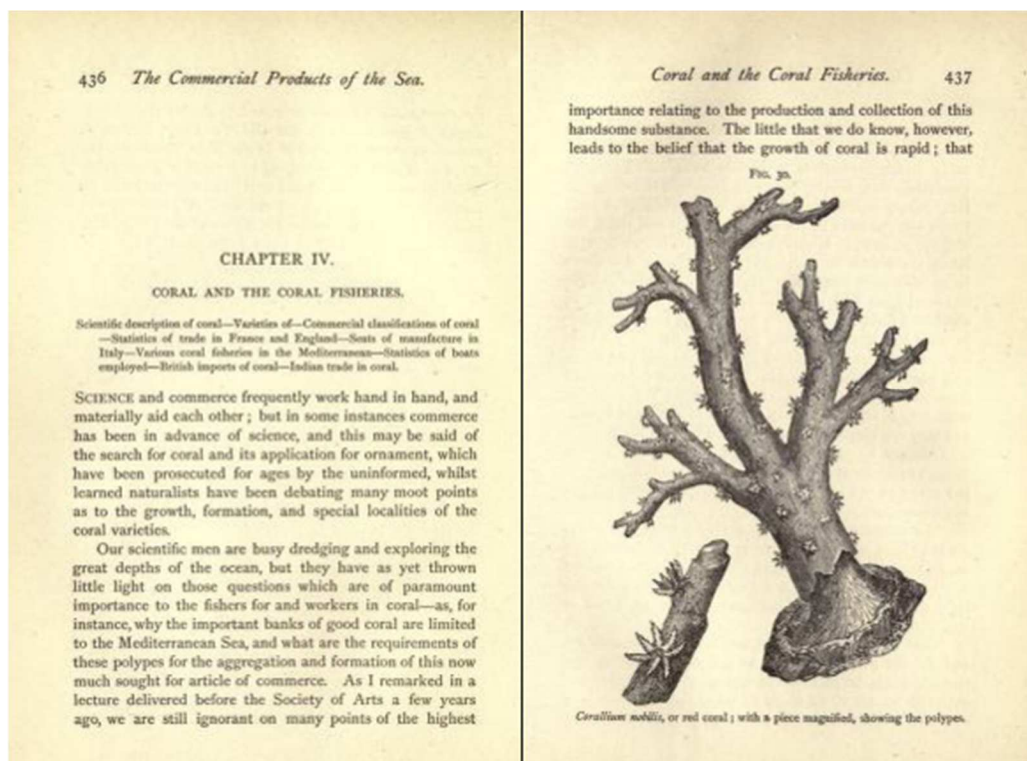 436 The Commercial Products of the Sea.
CHAPTER IV.
CORAL AND THE CORAL FISHERIES.
Scientific description of coral—Varieties of—Commercial classifications of coral
—Statistics of trade in France and England—Seats of manufacture in
Italy—Various coral fisheries in the Mediterranean—Statistics of boats
employed—British imports of coral—Indian trade in coral.
SCIENCE and commerce frequently work hand in hand, and
materially aid each other; but in some instances commerce
has been in advance of science, and this may be said of
the search for coral and its application for ornament, which
have been prosecuted for ages by the uninformed, whilst
learned naturalists have been debating many moot points
as to the growth, formation, and special localities of the
coral varieties.
Our scientific men are busy dredging and exploring the
great depths of the ocean, but they have as yet thrown
little light on those questions which are of paramount
importance to the fishers for and workers in coral—as, for
instance, why the important banks of good coral are limited
to the Mediterranean Sea, and what are the requirements of
these polypes for the aggregation and formation of this now
much sought for article of commerce. As I remarked in a
lecture delivered before the Society of Arts a few years
ago, we are still ignorant on many points of the highest
Coral and the Coral Fisheries. 437
importance relating to the production and collection of this
handsome substance. The little that we do know, however,
leads to the belief that the growth of coral is rapid; that
FIG. 30.
Corallium nobilis, or red coral; with a piece magnified, showing the polypes.